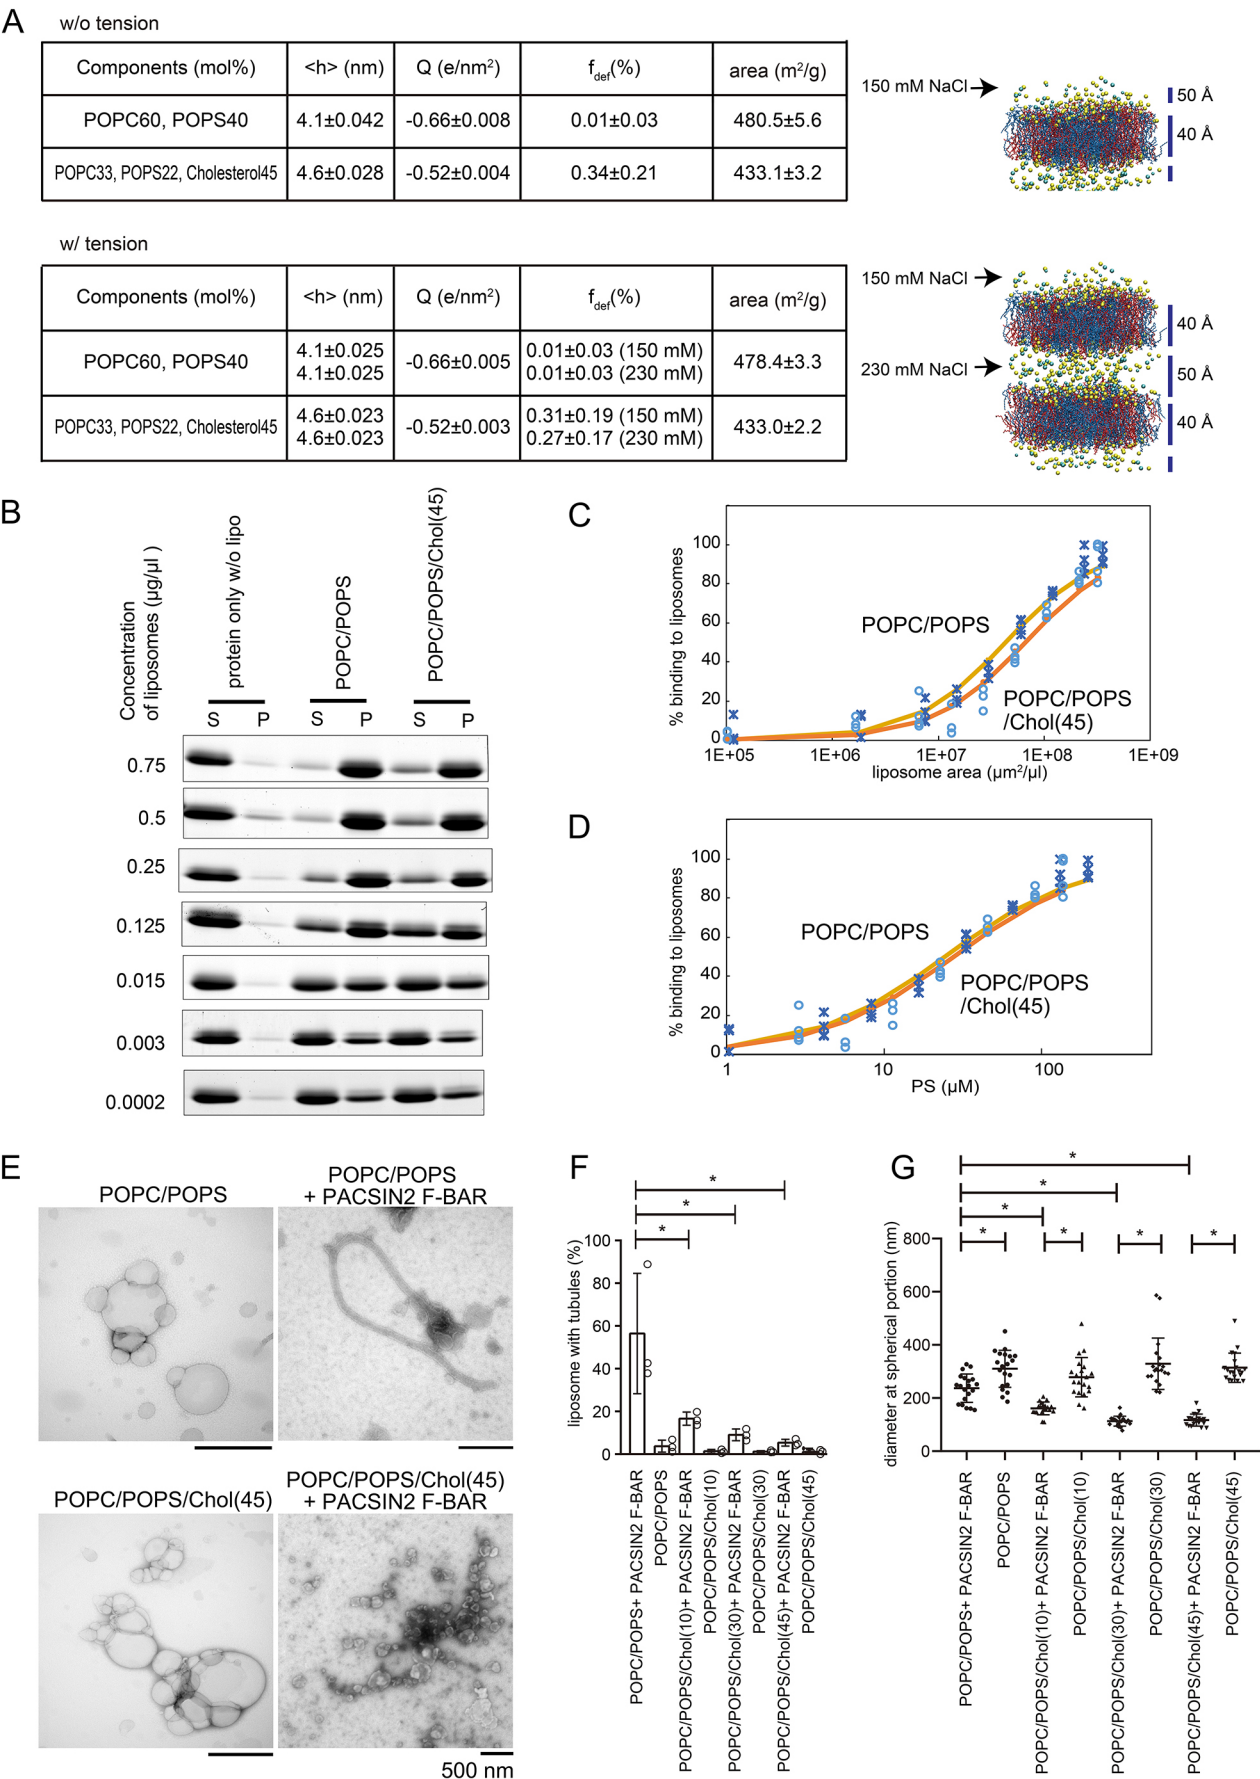 A
w/o tension
Components (mol%) <h> (nm) Q (e/nm²) fdef(%) area (m²/g)
POPC60, POPS40 4.1±0.042 -0.66±0.008 0.01±0.03 480.5±5.6
POPC33, POPS22, Cholesterol45 4.6±0.028 -0.52±0.004 0.34±0.21 433.1±3.2
150 mM NaCl
50 Å
40 Å
w/ tension
Components (mol%) <h> (nm) Q (e/nm²) fdef(%) area (m²/g)
POPC60, POPS40 4.1±0.025 4.1±0.025 -0.66±0.005 0.01±0.03 (150 mM) 0.01±0.03 (230 mM) 478.4±3.3
POPC33, POPS22, Cholesterol45 4.6±0.023 4.6±0.023 -0.52±0.003 0.31±0.19 (150 mM) 0.27±0.17 (230 mM) 433.0±2.2
150 mM NaCl
230 mM NaCl
40 Å
50 Å
40 Å
B
Concentration
of liposomes (µg/µl )
protein only w/o lipo
POPC/POPS
POPC/POPS/Chol(45)
S P S P S P
0.75
0.5
0.25
0.125
0.015
0.003
0.0002
C
% binding to liposomes
100
80
60
40
20
0
POPC/POPS
POPC/POPS
/Chol(45)
1E+05 1E+06 1E+07 1E+08 1E+09
liposome area (µm²/µl)
D
% binding to liposomes
100
80
60
40
20
0
POPC/POPS
POPC/POPS
/Chol(45)
1 10 100
PS (µM)
E
POPC/POPS
POPC/POPS
+ PACSIN2 F-BAR
POPC/POPS/Chol(45)
POPC/POPS/Chol(45)
+ PACSIN2 F-BAR
500 nm
F
*
*
*
liposome with tubules (%)
100
80
60
40
20
0
POPC/POPS+ PACSIN2 F-BAR
POPC/POPS
POPC/POPS/Chol(10)+ PACSIN2 F-BAR
POPC/POPS/Chol(10)
POPC/POPS/Chol(30)+ PACSIN2 F-BAR
POPC/POPS/Chol(30)
POPC/POPS/Chol(45)+ PACSIN2 F-BAR
POPC/POPS/Chol(45)
G
*
*
*
* * * *
diameter at spherical portion (nm)
800
600
400
200
0
POPC/POPS+ PACSIN2 F-BAR
POPC/POPS
POPC/POPS/Chol(10)+ PACSIN2 F-BAR
POPC/POPS/Chol(10)
POPC/POPS/Chol(30)+ PACSIN2 F-BAR
POPC/POPS/Chol(30)
POPC/POPS/Chol(45)+ PACSIN2 F-BAR
POPC/POPS/Chol(45)